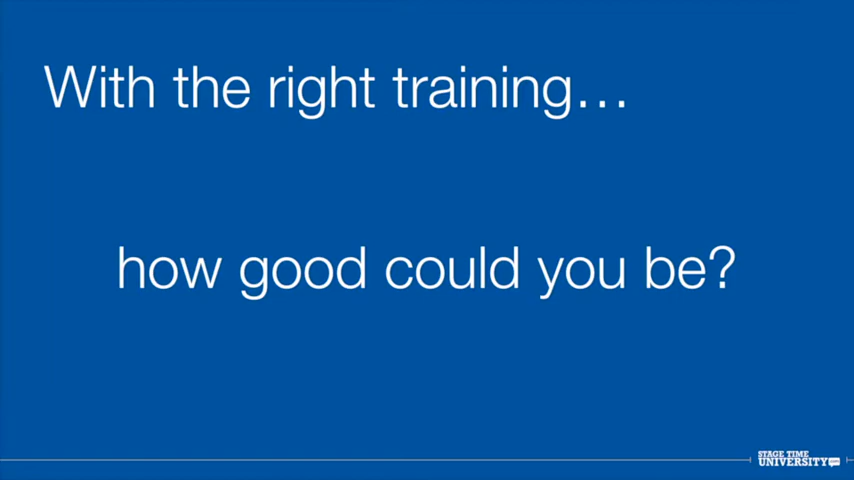 With the right training…
how good could you be?
STAGE TIME
UNIVERSITY